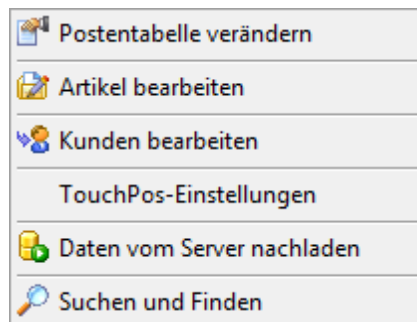 Postentabelle verändern
Artikel bearbeiten
Kunden bearbeiten
TouchPos-Einstellungen
Daten vom Server nachladen
Suchen und Finden